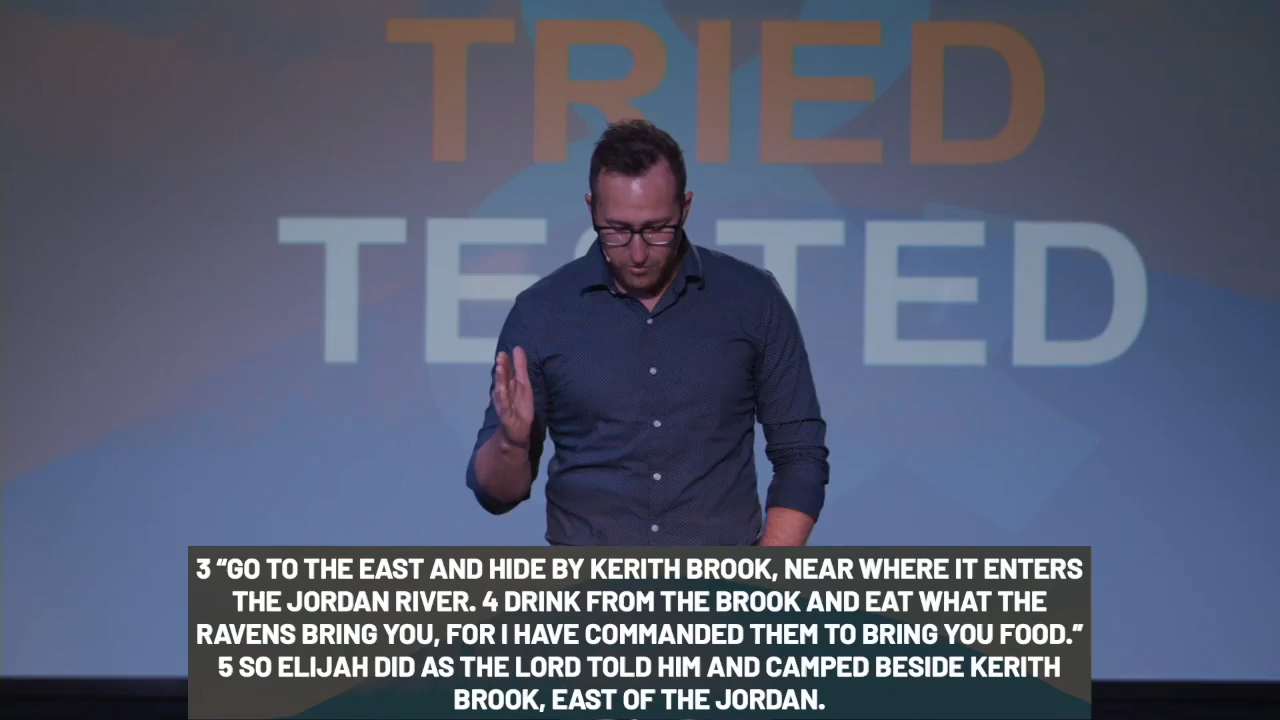 TRIED
TESTED
3 “GO TO THE EAST AND HIDE BY KERITH BROOK, NEAR WHERE IT ENTERS
THE JORDAN RIVER. 4 DRINK FROM THE BROOK AND EAT WHAT THE
RAVENS BRING YOU, FOR I HAVE COMMANDED THEM TO BRING YOU FOOD.”
5 SO ELIJAH DID AS THE LORD TOLD HIM AND CAMPED BESIDE KERITH
BROOK, EAST OF THE JORDAN.